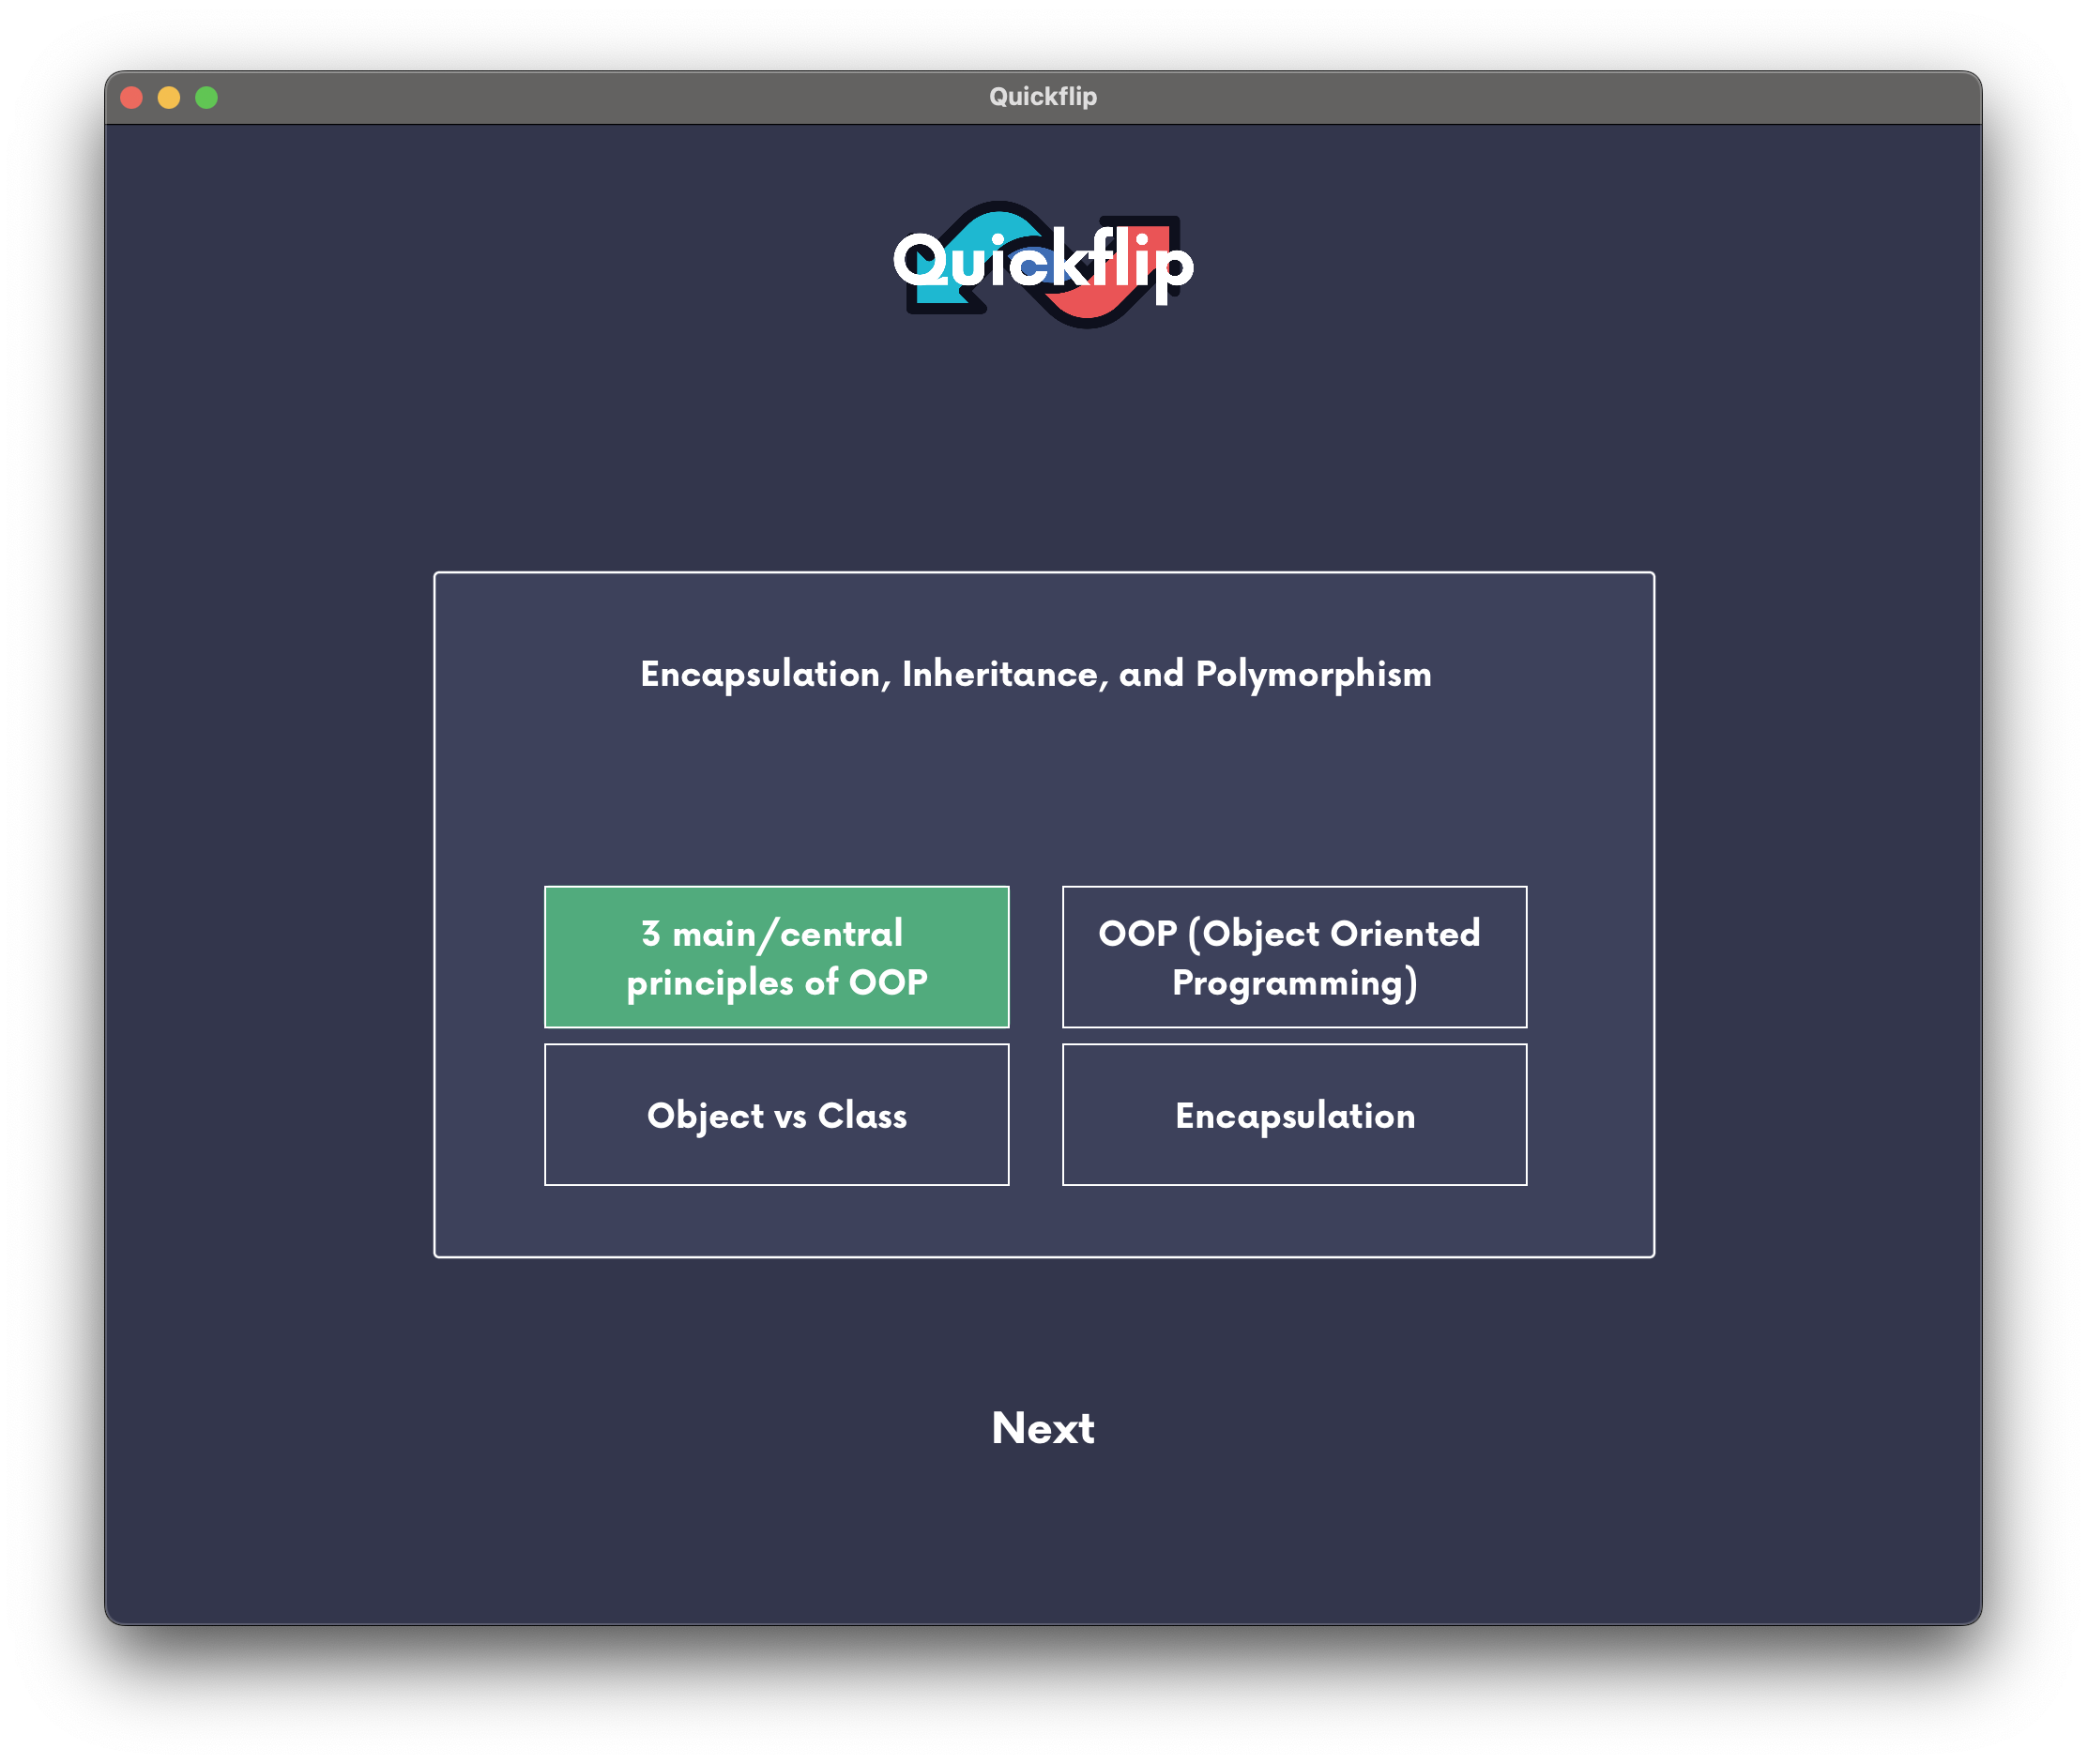 Quickflip
Quickflip
Encapsulation, Inheritance, and Polymorphism
3 main/central
principles of OOP
OOP (Object Oriented
Programming)
Object vs Class
Encapsulation
Next